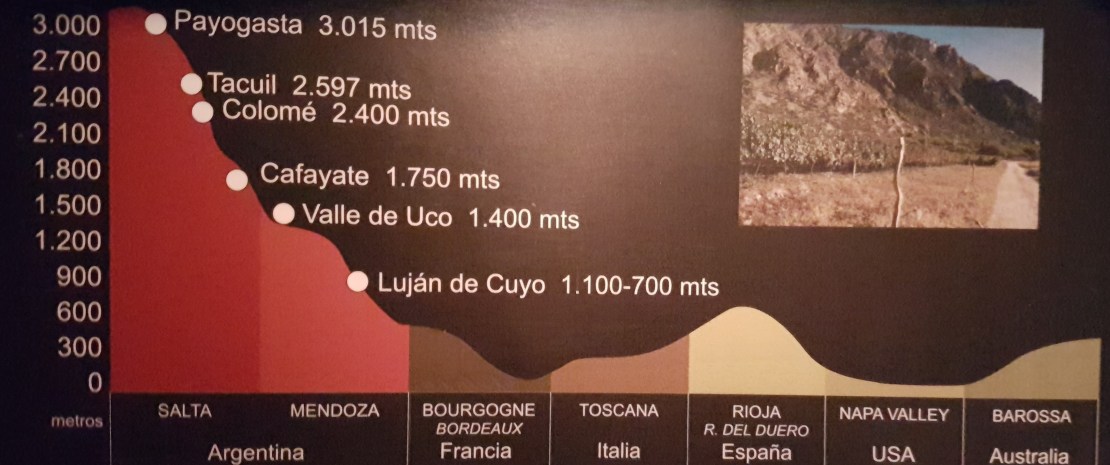 3.000
Payogasta 3.015 mts
2.700
Tacuil 2.597 mts
2.400
Colomé 2.400 mts
2.100
1.800
Cafayate 1.750 mts
1.500
Valle de Uco 1.400 mts
1.200
900
Luján de Cuyo 1.100-700 mts
600
300
0
metros
SALTA MENDOZA BOURGOGNE TOSCANA RIOJA NAPA VALLEY BAROSSA
BORDEAUX R. DEL DUERO
Argentina Francia Italia España USA Australia